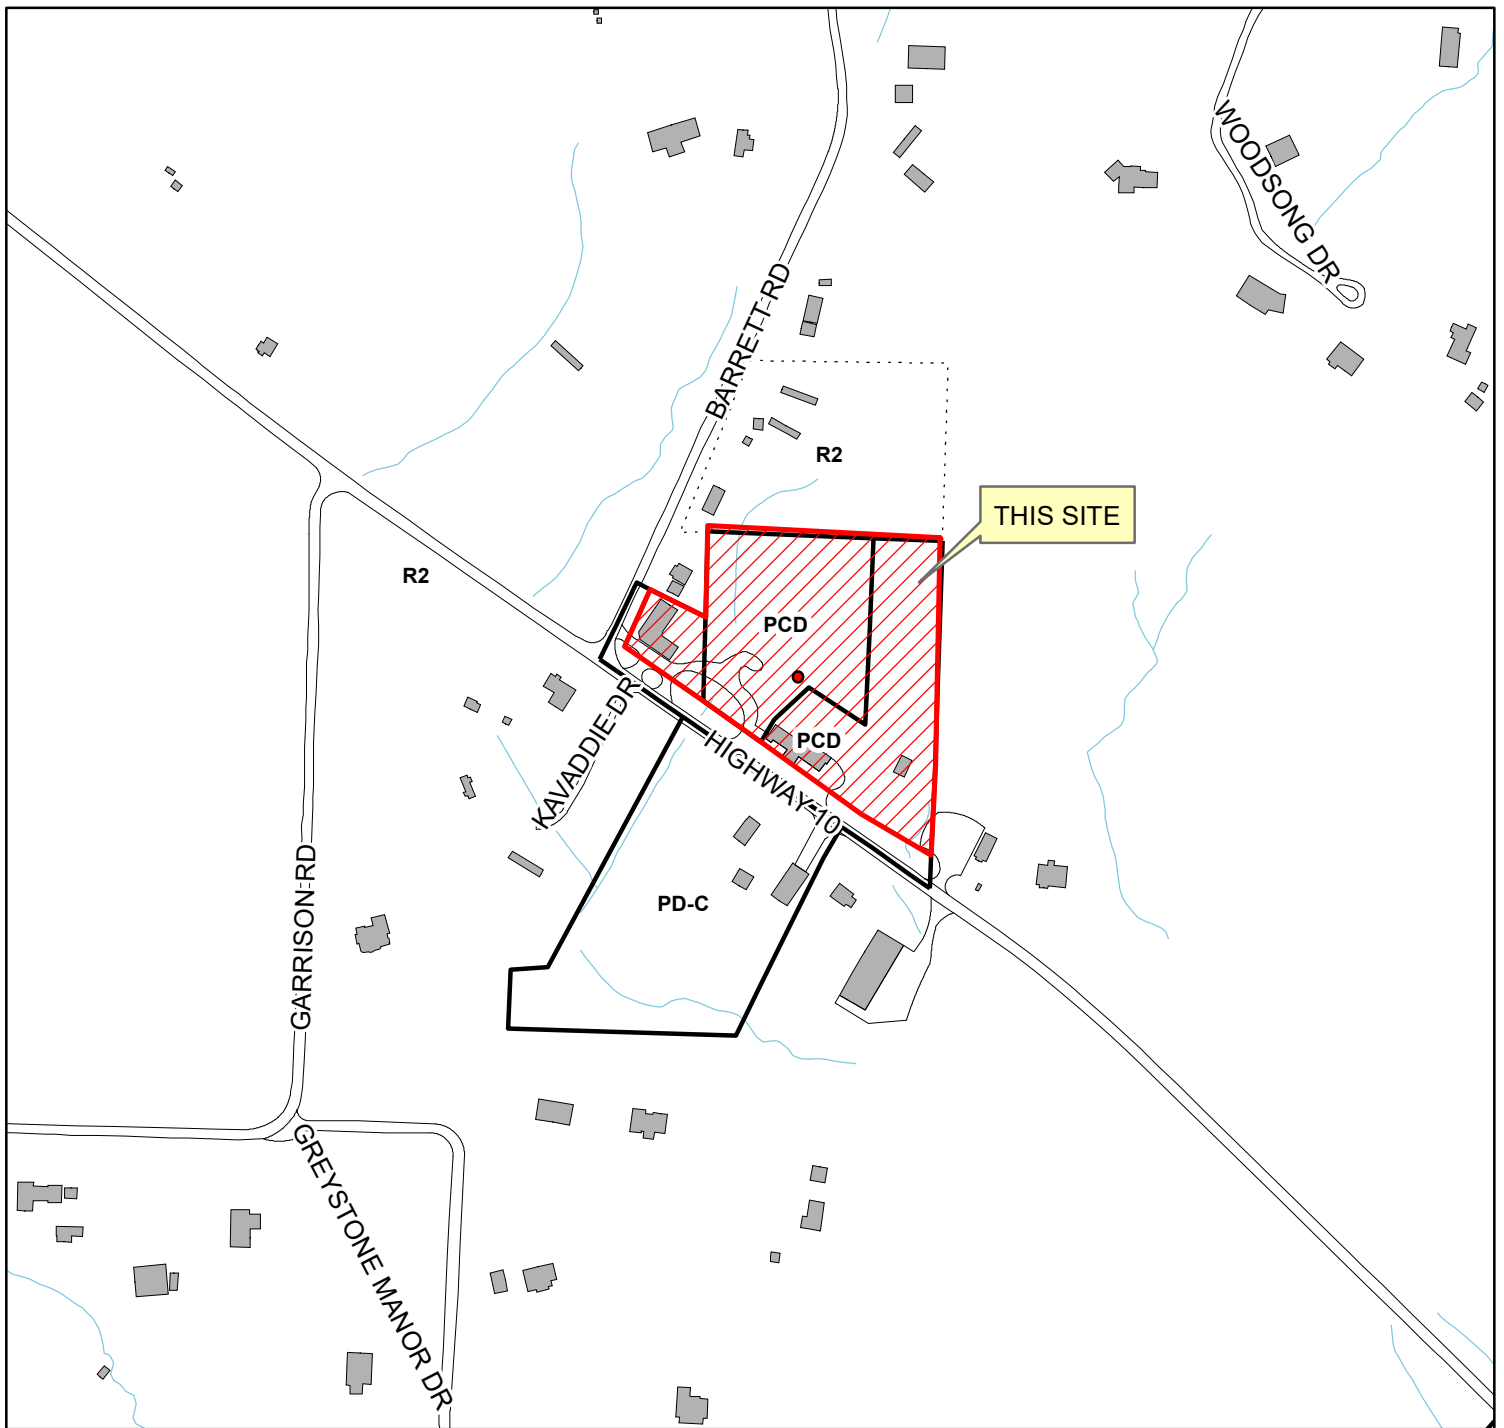 WOODSONG DR
BARRETT RD
R2
THIS SITE
R2
PCD
KAVADDIE DR
PCD
HIGHWAY 10
GARRISON RD
PD-C
GREYSTONE MANOR DR